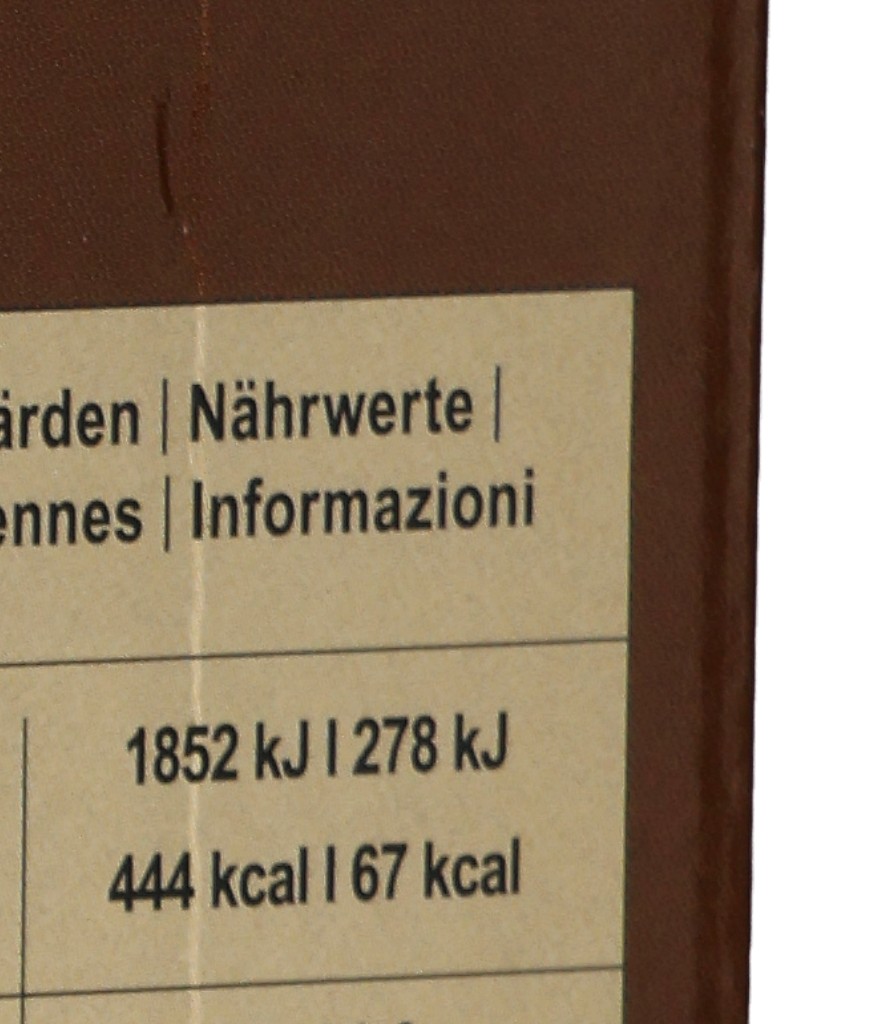 ärden | Nährwerte |
ennes | Informazioni
1852 kJ | 278 kJ
444 kcal | 67 kcal